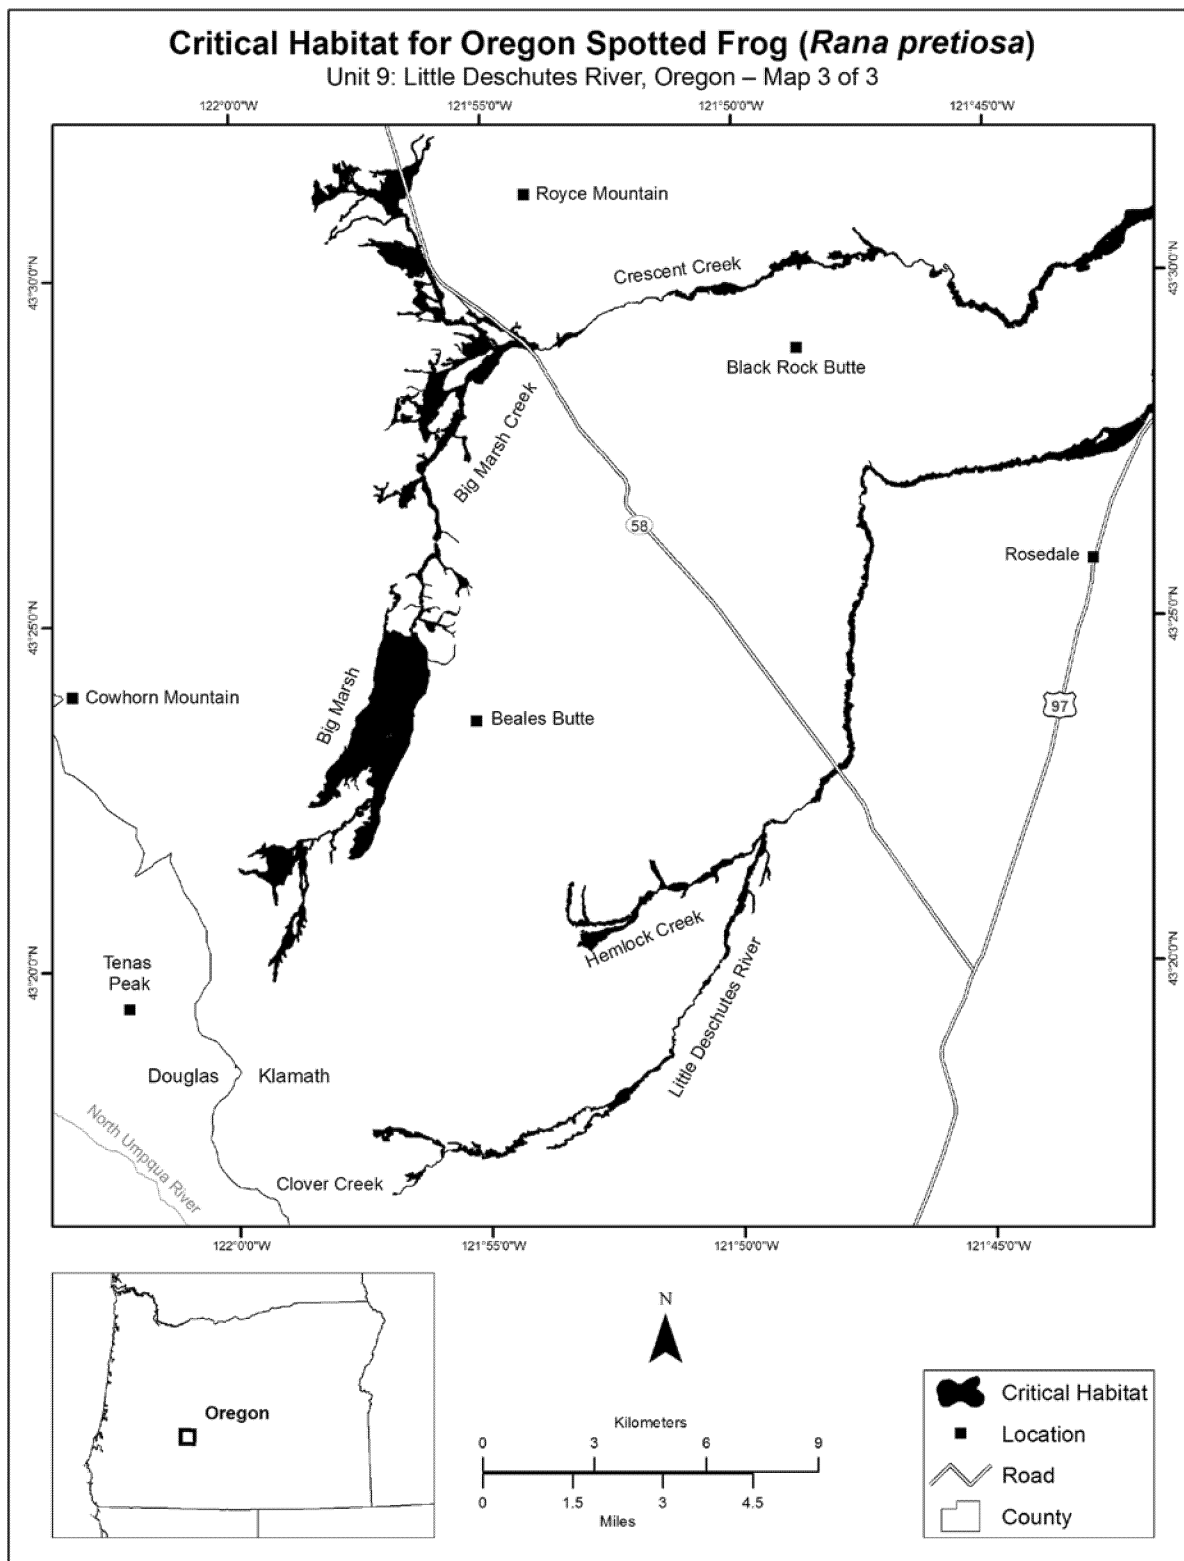 Critical Habitat for Oregon Spotted Frog (Rana pretiosa)
Unit 9: Little Deschutes River, Oregon – Map 3 of 3
122°0'0"W
121°55'0"W
121°50'0"W
121°45'0"W
Royce Mountain
Crescent Creek
43°30'0"N
43°30'0"N
Black Rock Butte
Big Marsh Creek
58
Rosedale
43°25'0"N
43°25'0"N
Cowhorn Mountain
Big Marsh
Beales Butte
97
Hemlock Creek
Tenas
Peak
43°20'0"N
43°20'0"N
Little Deschutes River
Douglas
Klamath
North Umpqua River
Clover Creek
122°0'0"W
121°55'0"W
121°50'0"W
121°45'0"W
Oregon
N
Kilometers
0
3
6
9
0
1.5
3
4.5
Miles
Critical Habitat
Location
Road
County